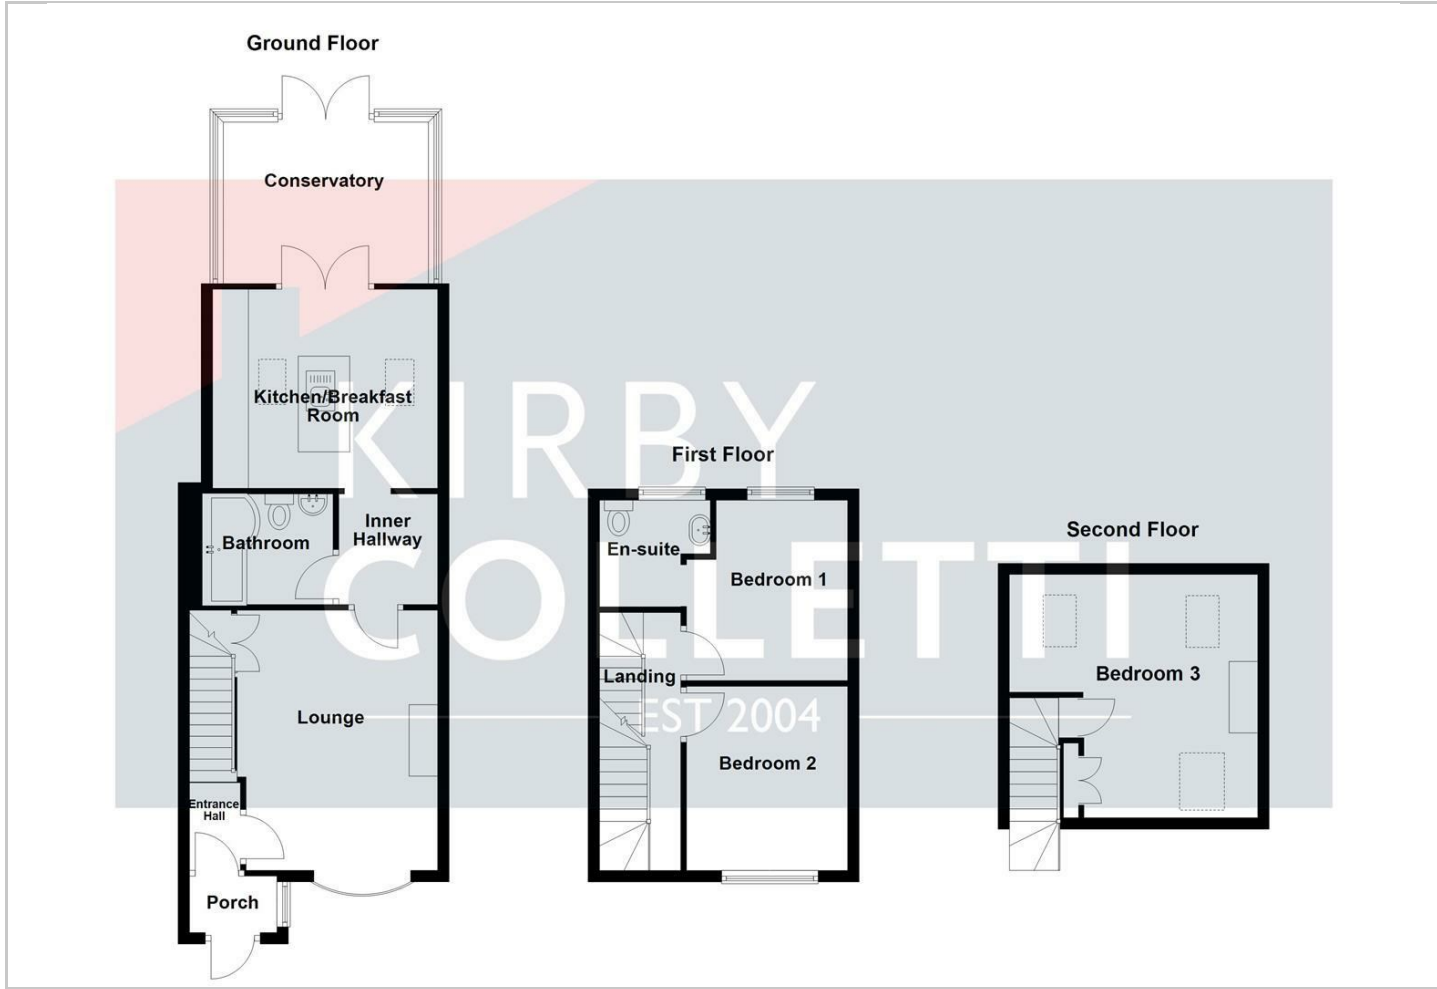 Ground Floor
Conservatory
Kitchen/Breakfast
Room
Inner
Hallway
Bathroom
Lounge
Entrance
Hall
Porch
First Floor
En-suite
Bedroom 1
Landing
Bedroom 2
Second Floor
Bedroom 3
KIRBY
COLLETTI
EST 2004